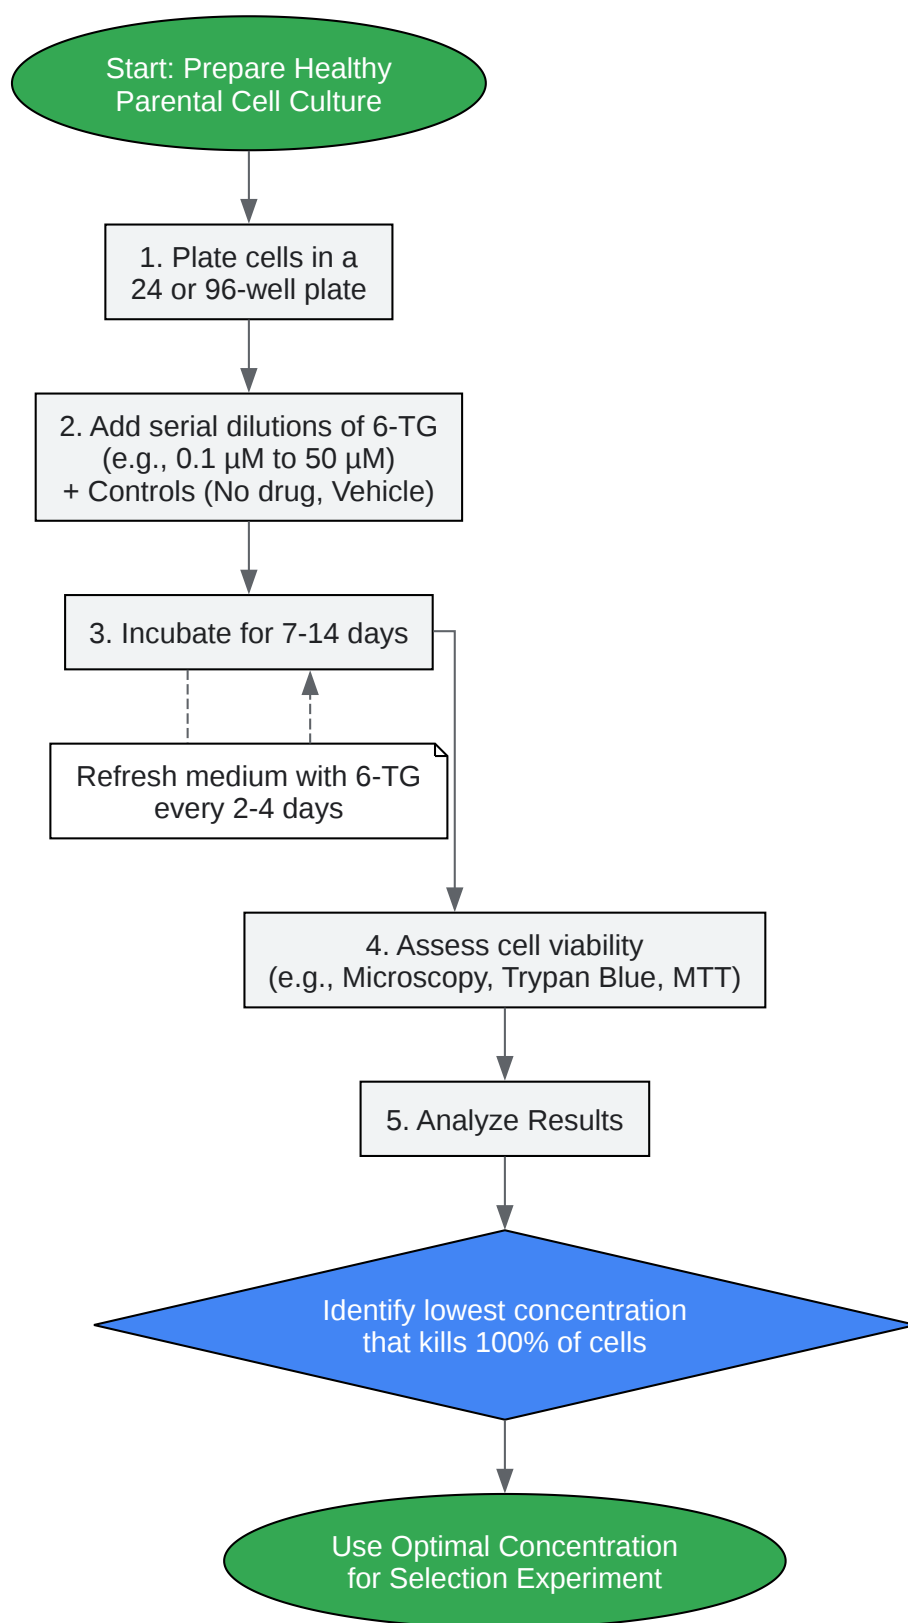 Start: Prepare Healthy
Parental Cell Culture
1. Plate cells in a
24 or 96-well plate
2. Add serial dilutions of 6-TG
(e.g., 0.1 µM to 50 µM)
+ Controls (No drug, Vehicle)
3. Incubate for 7-14 days
Refresh medium with 6-TG
every 2-4 days
4. Assess cell viability
(e.g., Microscopy, Trypan Blue, MTT)
5. Analyze Results
Identify lowest concentration
that kills 100% of cells
Use Optimal Concentration
for Selection Experiment